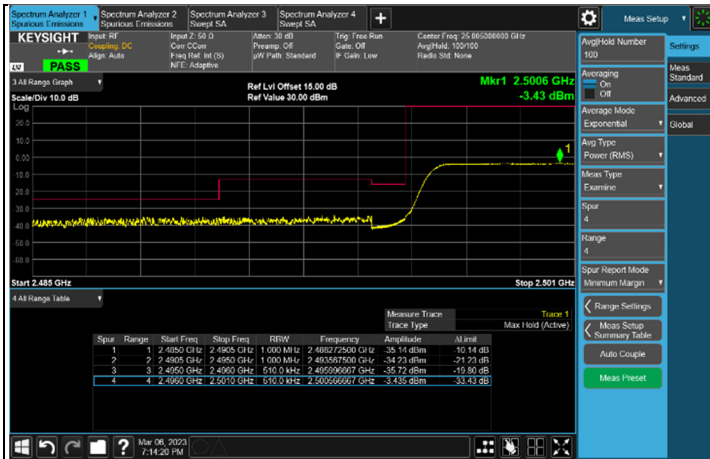 Spectrum Analyzer 1
Spurious Emissions
Spectrum Analyzer 2
Spurious Emissions
Spectrum Analyzer 3
Swept SA
Spectrum Analyzer 4
Swept SA
+
Meas Setup
KEYSIGHT
Input: RF
Coupling: DC
Align: Auto
Input Z: 50 Ω
Corr CCorr
Freq Ref: Int (S)
NFE: Adaptive
Atten: 30 dB
Preamp: Off
µW Path: Standard
Trig: Free Run
Gate: Off
IF Gain: Low
Center Freq: 25.005000000 GHz
Avg|Hold: 100/100
Radio Std: None
PASS
3 All Range Graph
Scale/Div 10.0 dB
Ref Lvl Offset 15.00 dB
Ref Value 30.00 dBm
Mkr1 2.5006 GHz
-3.43 dBm
Log
20.0
10.0
0.00
-10.0
-20.0
-30.0
-40.0
-50.0
-60.0
1
Start 2.485 GHz
Stop 2.501 GHz
4 All Range Table
Measure Trace Trace 1
Trace Type Max Hold (Active)
Spur Range Start Freq Stop Freq RBW Frequency Amplitude ΔLimit
1 1 2.4850 GHz 2.4905 GHz 1.000 MHz 2.488272500 GHz -35.14 dBm -10.14 dB
2 2 2.4905 GHz 2.4950 GHz 1.000 MHz 2.493567500 GHz -34.23 dBm -21.23 dB
3 3 2.4950 GHz 2.4960 GHz 510.0 kHz 2.495996667 GHz -35.72 dBm -19.80 dB
4 4 2.4960 GHz 2.5010 GHz 510.0 kHz 2.500566667 GHz -3.435 dBm -33.43 dB
Avg|Hold Number
100
Averaging
On
Off
Average Mode
Exponential
Avg Type
Power (RMS)
Meas Type
Examine
Spur
4
Range
4
Spur Report Mode
Minimum Margin
Range Settings
Meas Setup
Summary Table
Auto Couple
Meas Preset
Settings
Meas
Standard
Advanced
Global
?
Mar 06, 2023
7:14:20 PM